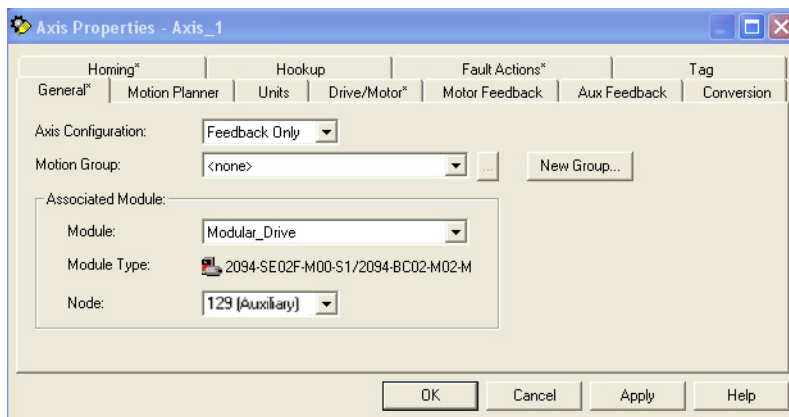 Axis Properties - Axis_1
Homing* Hookup Fault Actions* Tag
General* Motion Planner Units Drive/Motor* Motor Feedback Aux Feedback Conversion
Axis Configuration: Feedback Only
Motion Group: <none> ... New Group...
Associated Module:
Module: Modular_Drive
Module Type: 2094-SE02F-M00-S1/2094-BC02-M02-M
Node: 129 (Auxiliary)
OK Cancel Apply Help